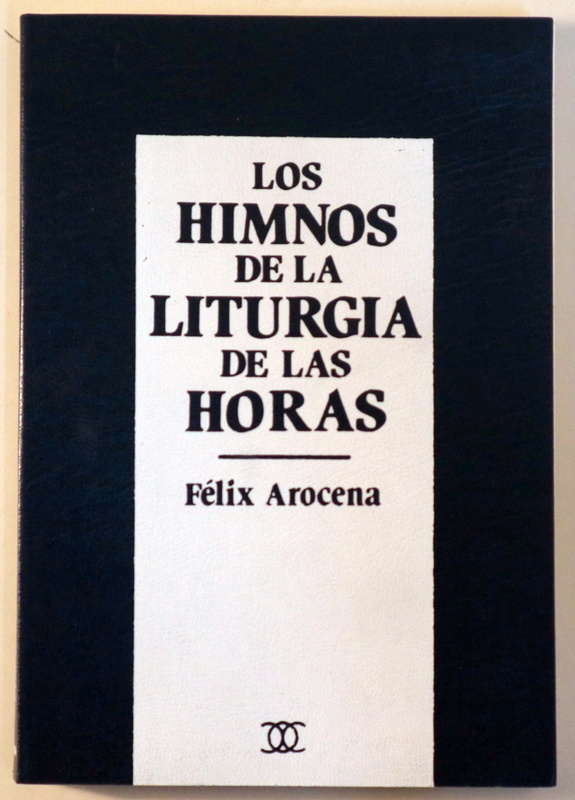 LOS
HIMNOS
DE LA
LITURGIA
DE LAS
HORAS
Félix Arocena